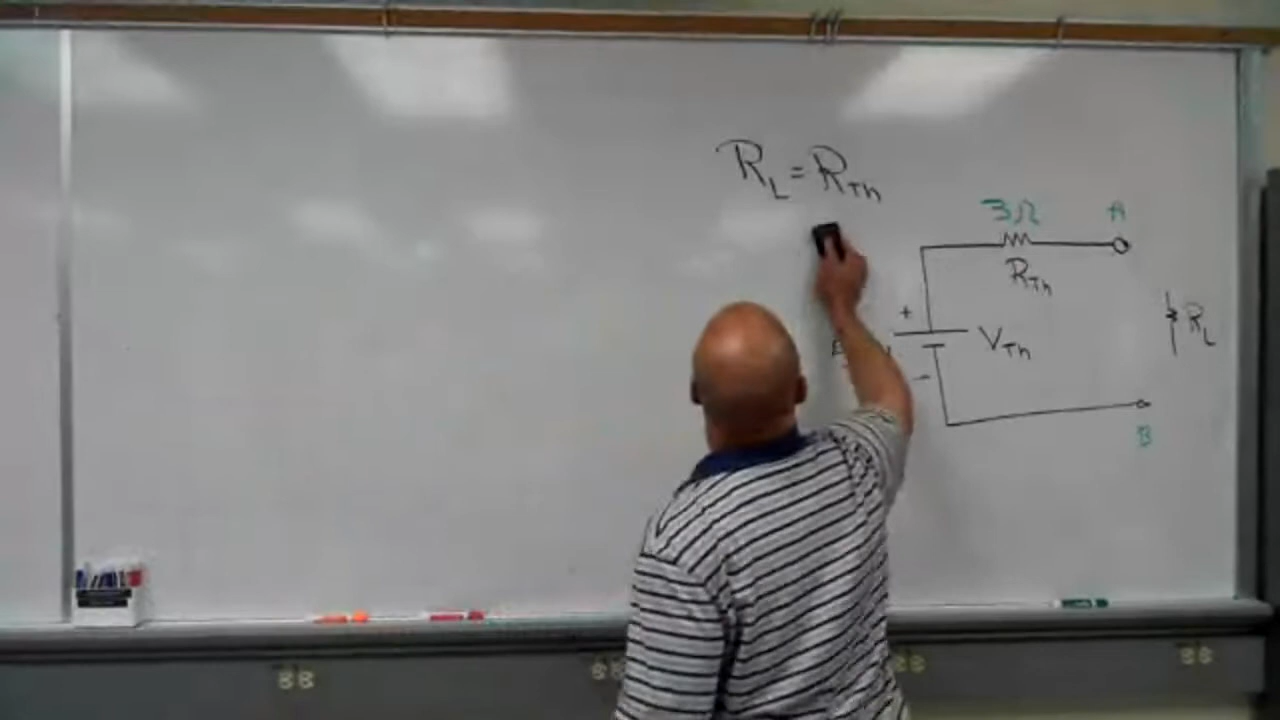 R_L = R_Th
3Ω
A
R_Th
+
V_Th
R_L
-
B